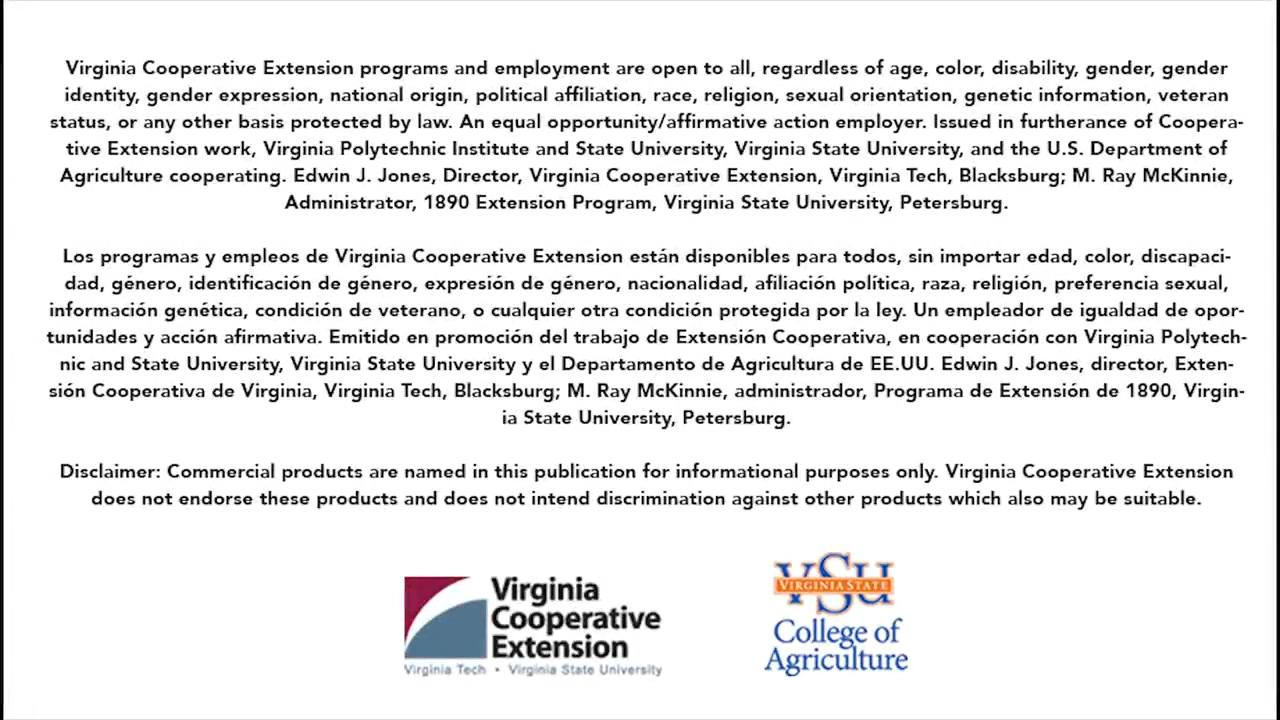 Virginia Cooperative Extension programs and employment are open to all, regardless of age, color, disability, gender, gender
identity, gender expression, national origin, political affiliation, race, religion, sexual orientation, genetic information, veteran
status, or any other basis protected by law. An equal opportunity/affirmative action employer. Issued in furtherance of Coopera-
tive Extension work, Virginia Polytechnic Institute and State University, Virginia State University, and the U.S. Department of
Agriculture cooperating. Edwin J. Jones, Director, Virginia Cooperative Extension, Virginia Tech, Blacksburg; M. Ray McKinnie,
Administrator, 1890 Extension Program, Virginia State University, Petersburg.
Los programas y empleos de Virginia Cooperative Extension están disponibles para todos, sin importar edad, color, discapaci-
dad, género, identificación de género, expresión de género, nacionalidad, afiliación política, raza, religión, preferencia sexual,
información genética, condición de veterano, o cualquier otra condición protegida por la ley. Un empleador de igualdad de opor-
tunidades y acción afirmativa. Emitido en promoción del trabajo de Extensión Cooperativa, en cooperación con Virginia Polytech-
nic and State University, Virginia State University y el Departamento de Agricultura de EE.UU. Edwin J. Jones, director, Exten-
sión Cooperativa de Virginia, Virginia Tech, Blacksburg; M. Ray McKinnie, administrador, Programa de Extensión de 1890, Virgin-
ia State University, Petersburg.
Disclaimer: Commercial products are named in this publication for informational purposes only. Virginia Cooperative Extension
does not endorse these products and does not intend discrimination against other products which also may be suitable.
Virginia
Cooperative
Extension
Virginia Tech • Virginia State University
VSU
VIRGINIA STATE
College of
Agriculture